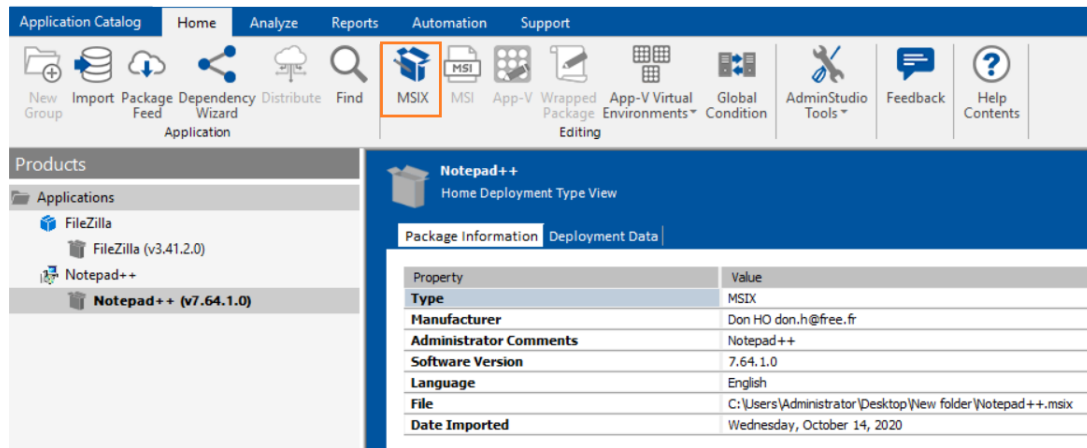 Application Catalog Home Analyze Reports Automation Support
New Group
Import
Package Feed
Dependency Wizard
Distribute
Find
MSIX
MSI
MSI
App-V
Wrapped Package
App-V Virtual Environments
Global Condition
AdminStudio Tools
Feedback
Help Contents
Application
Editing
Products
Applications
FileZilla
FileZilla (v3.41.2.0)
Notepad++
Notepad++ (v7.64.1.0)
Notepad++
Home Deployment Type View
Package Information Deployment Data
Property Value
Type MSIX
Manufacturer Don HO don.h@free.fr
Administrator Comments Notepad++
Software Version 7.64.1.0
Language English
File C:\Users\Administrator\Desktop\New folder\Notepad++.msix
Date Imported Wednesday, October 14, 2020